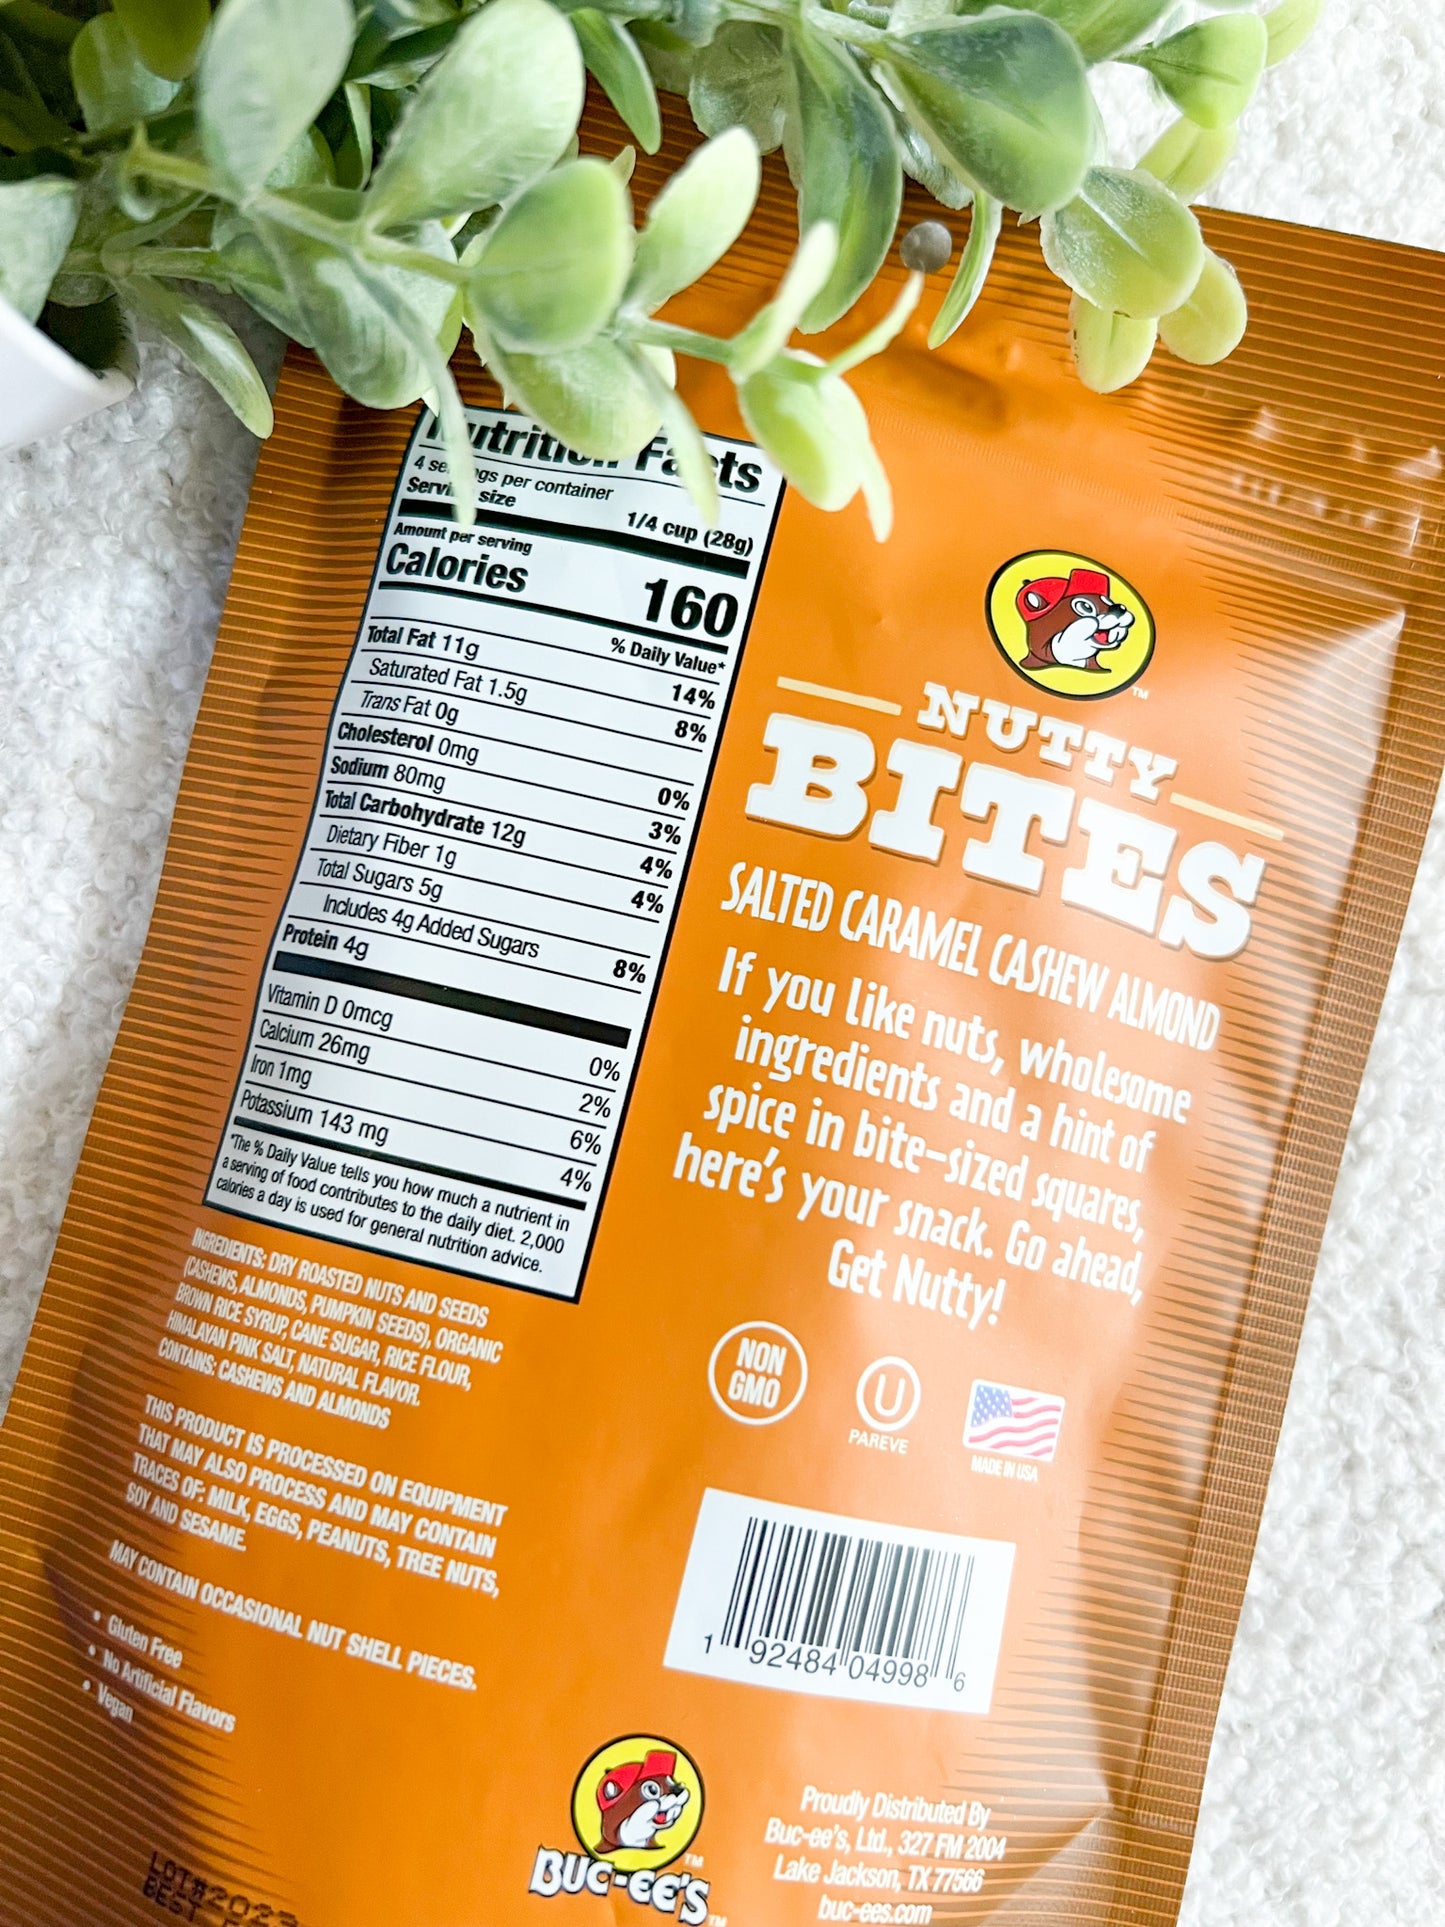 Nutrition Facts
4 servings per container
Serving size 1/4 cup (28g)
Amount per serving
Calories 160
% Daily Value*
Total Fat 11g 14%
Saturated Fat 1.5g 8%
Trans Fat 0g
Cholesterol 0mg 0%
Sodium 80mg 3%
Total Carbohydrate 12g 4%
Dietary Fiber 1g 4%
Total Sugars 5g
Includes 4g Added Sugars 8%
Protein 4g
Vitamin D 0mcg 0%
Calcium 26mg 2%
Iron 1mg 6%
Potassium 143 mg 4%
*The % Daily Value tells you how much a nutrient in
a serving of food contributes to the daily diet. 2,000
calories a day is used for general nutrition advice.
INGREDIENTS: DRY ROASTED NUTS AND SEEDS
(CASHEWS, ALMONDS, PUMPKIN SEEDS), ORGANIC
BROWN RICE SYRUP, CANE SUGAR, RICE FLOUR,
HIMALAYAN PINK SALT, NATURAL FLAVOR.
CONTAINS: CASHEWS AND ALMONDS
THIS PRODUCT IS PROCESSED ON EQUIPMENT
THAT MAY ALSO PROCESS AND MAY CONTAIN
TRACES OF: MILK, EGGS, PEANUTS, TREE NUTS,
SOY AND SESAME.
MAY CONTAIN OCCASIONAL NUT SHELL PIECES.
• Gluten Free
• No Artificial Flavors
• Vegan
TM
NUTTY
BITES
SALTED CARAMEL CASHEW ALMOND
If you like nuts, wholesome
ingredients and a hint of
spice in bite-sized squares,
here's your snack. Go ahead,
Get Nutty!
NON
GMO
U
PAREVE
MADE IN USA
1 92484 04998 6
TM
BUC-EE'S
TM
Proudly Distributed By
Buc-ee's, Ltd., 327 FM 2004
Lake Jackson, TX 77566
buc-ees.com
LOT#2023
BEST